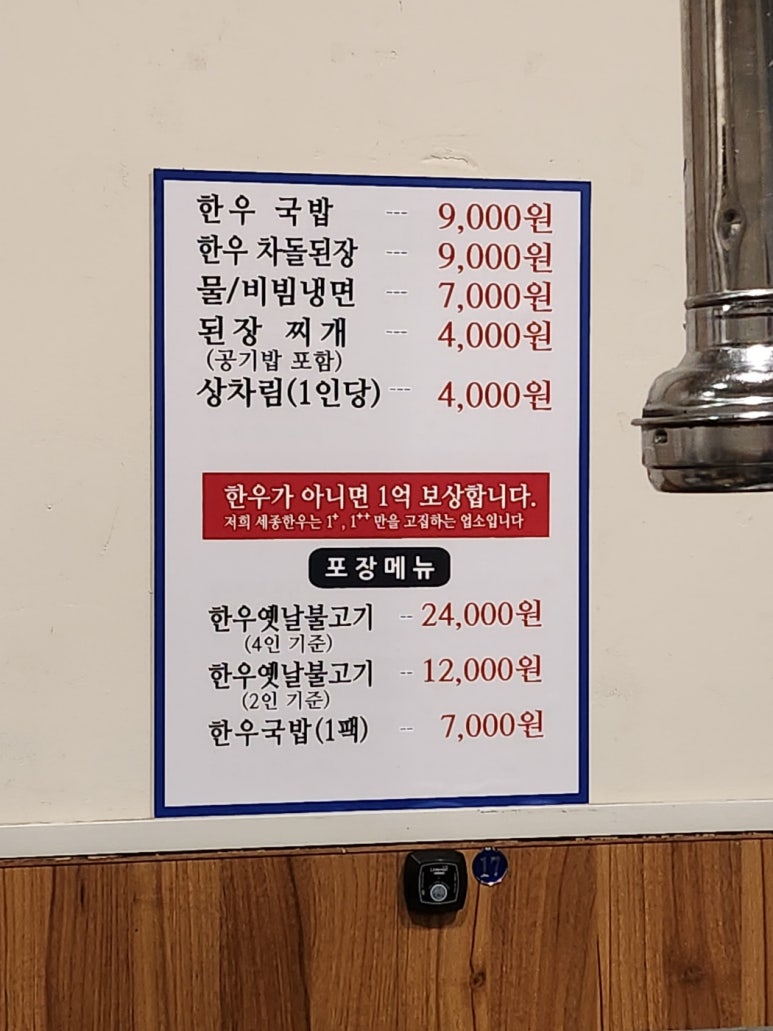 한우 국밥 --- 9,000원
한우 차돌된장 --- 9,000원
물/비빔냉면 --- 7,000원
된장 찌개 --- 4,000원
(공기밥 포함)
상차림(1인당) --- 4,000원
한우가 아니면 1억 보상합니다.
저희 세종한우는 1⁺, 1⁺⁺ 만을 고집하는 업소입니다
포장메뉴
한우옛날불고기 -- 24,000원
(4인 기준)
한우옛날불고기 -- 12,000원
(2인 기준)
한우국밥(1팩) -- 7,000원
17